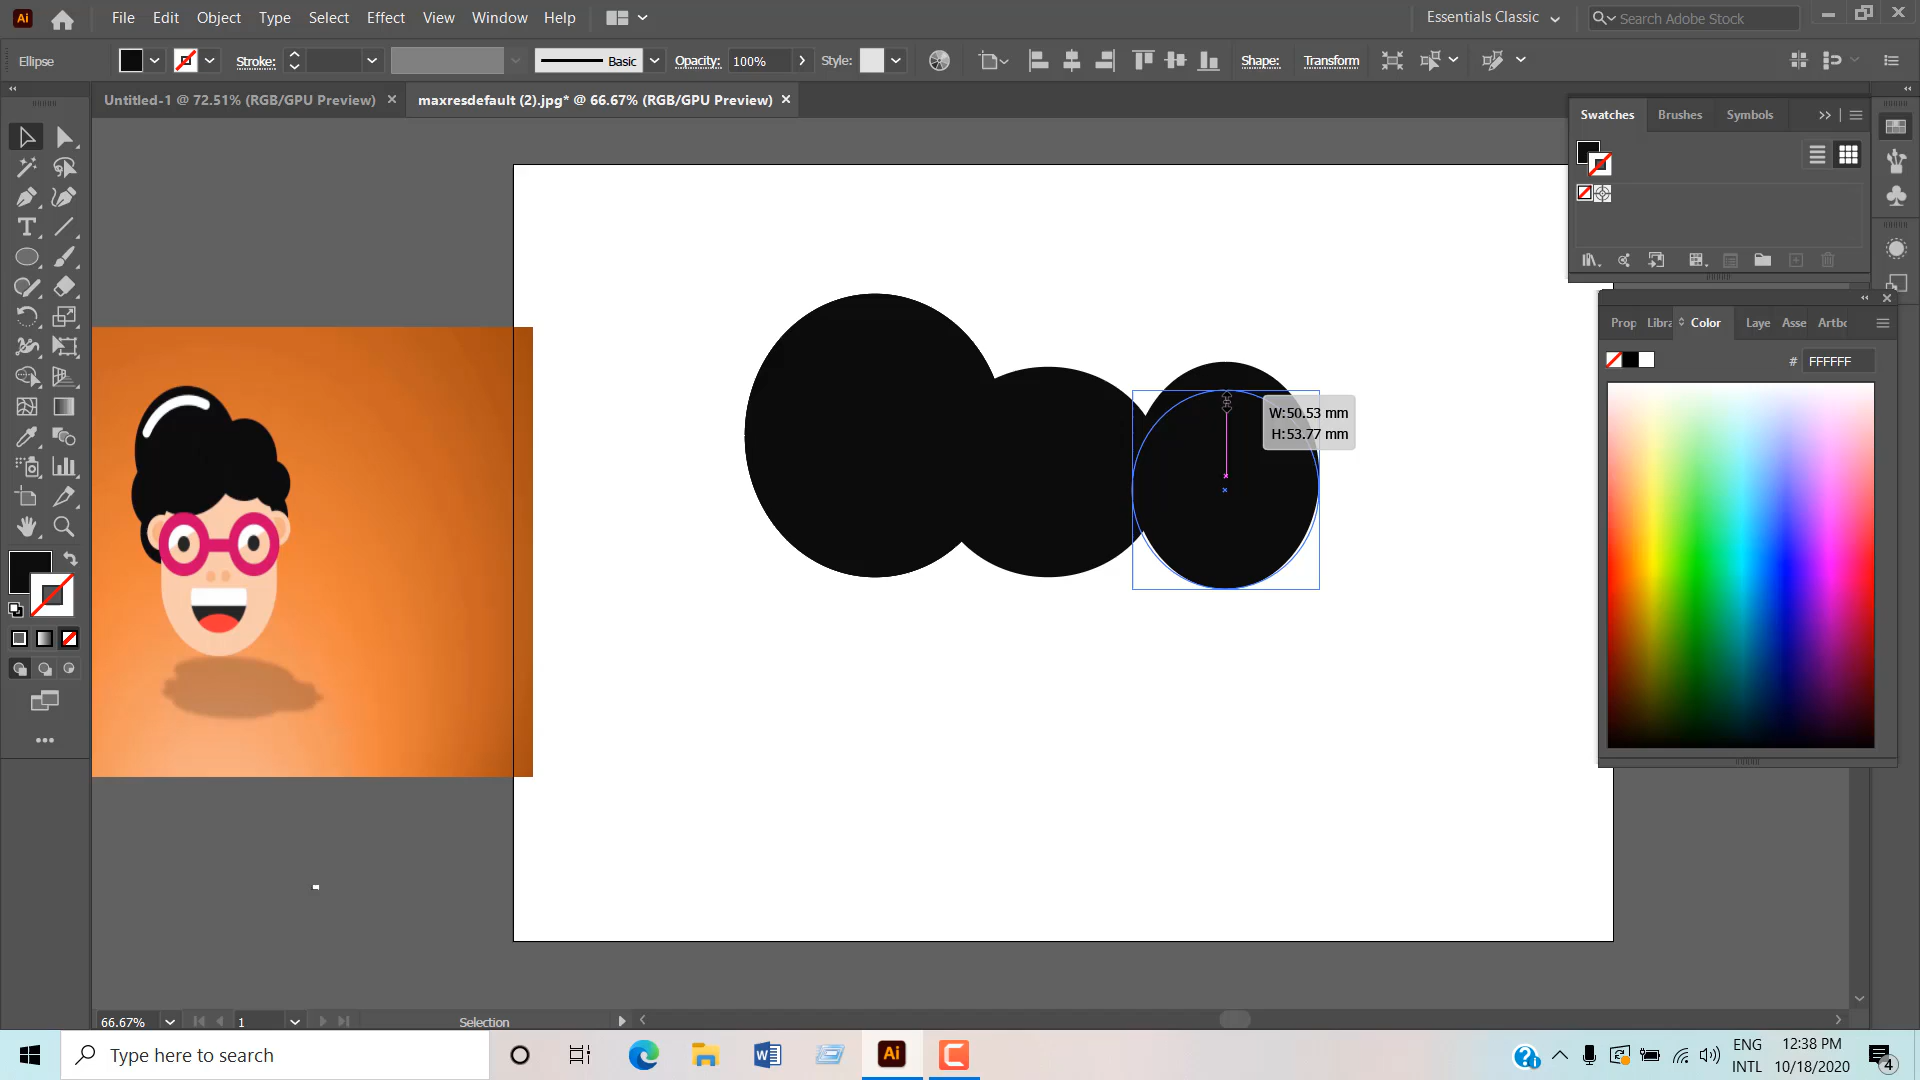 Ai File Edit Object Type Select Effect View Window Help Essentials Classic Search Adobe Stock
Ellipse Stroke: Basic Opacity: 100% Style: Shape: Transform
Untitled-1 @ 72.51% (RGB/GPU Preview) × maxresdefault (2).jpg* @ 66.67% (RGB/GPU Preview) ×
Swatches Brushes Symbols
Prop Libra Color Laye Asse Artbo
# FFFFFF
W:50.53 mm
H:53.77 mm
66.67% 1 Selection
Type here to search
Ai
ENG
INTL
12:38 PM
10/18/2020
4